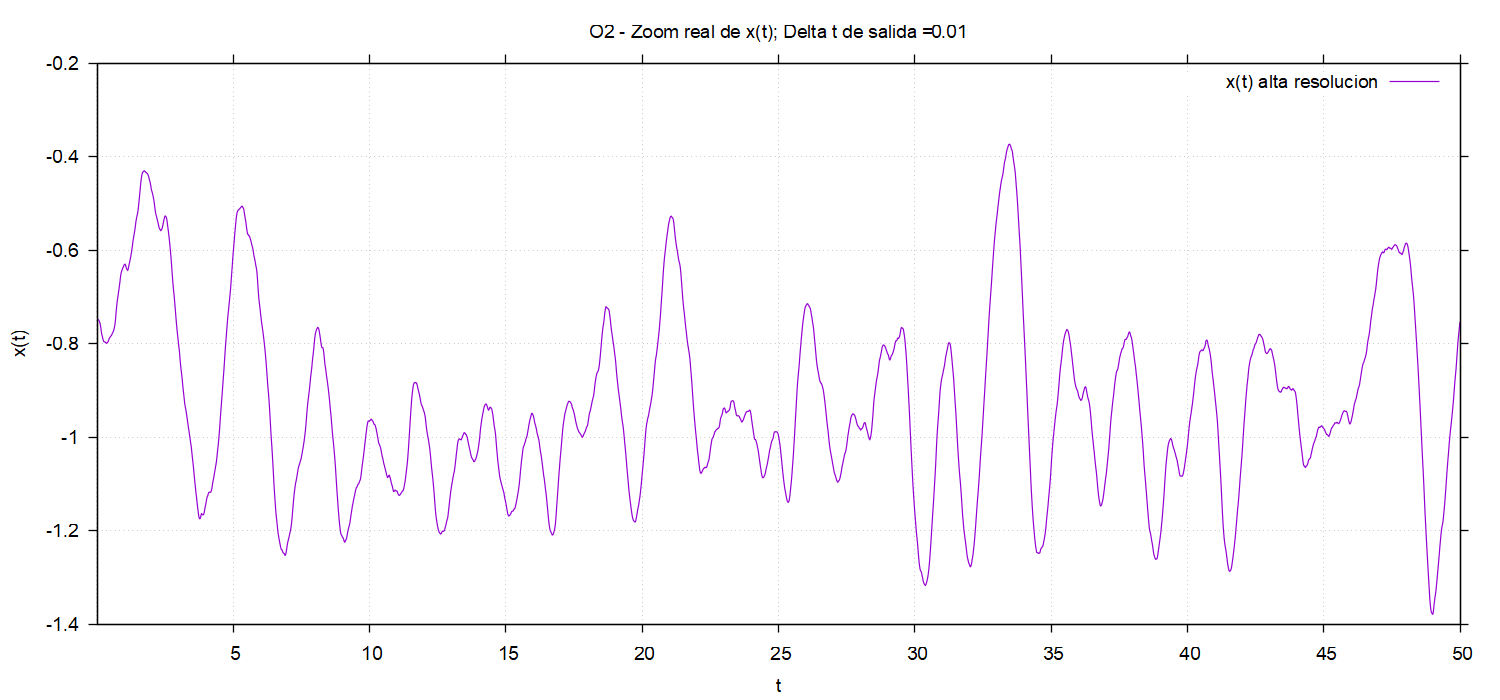 O2 - Zoom real de x(t); Delta t de salida =0.01
x(t) alta resolucion
-0.2
-0.4
-0.6
-0.8
-1
-1.2
-1.4
x(t)
5 10 15 20 25 30 35 40 45 50
t